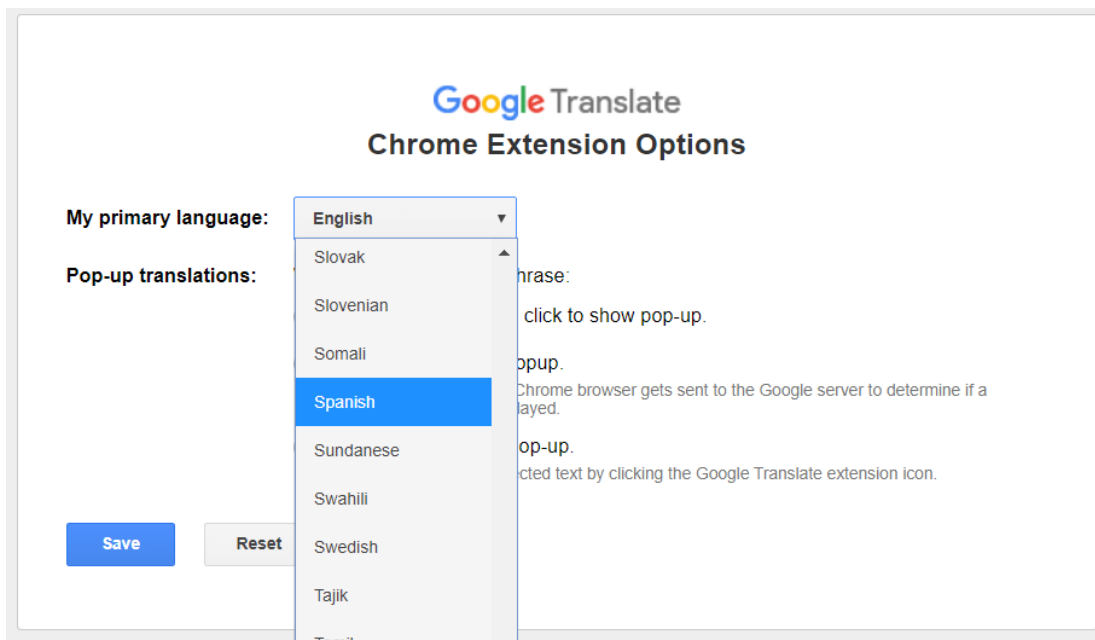 Google Translate
Chrome Extension Options
My primary language: English
Slovak
Pop-up translations: hrase:
Slovenian
click to show pop-up.
Somali
opup.
Spanish
Chrome browser gets sent to the Google server to determine if a
layed.
Sundanese
op-up.
cted text by clicking the Google Translate extension icon.
Swahili
Save Reset
Swedish
Tajik